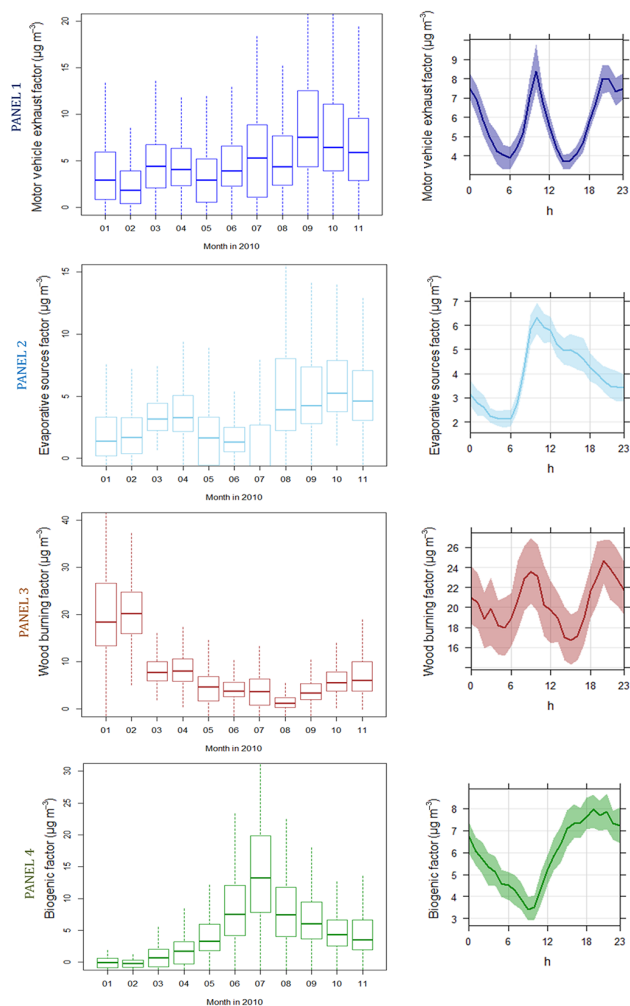 PANEL 1
Motor vehicle exhaust factor (µg m⁻³)
20
15
10
5
0
01 02 03 04 05 06 07 08 09 10 11
Month in 2010
Motor vehicle exhaust factor (µg m⁻³)
9
8
7
6
5
4
0 6 12 18 23
h
PANEL 2
Evaporative sources factor (µg m⁻³)
15
10
5
0
01 02 03 04 05 06 07 08 09 10 11
Month in 2010
Evaporative sources factor (µg m⁻³)
7
6
5
4
3
2
0 6 12 18 23
h
PANEL 3
Wood burning factor (µg m⁻³)
40
30
20
10
0
01 02 03 04 05 06 07 08 09 10 11
Month in 2010
Wood burning factor (µg m⁻³)
26
24
22
20
18
16
0 6 12 18 23
h
PANEL 4
Biogenic factor (µg m⁻³)
30
25
20
15
10
5
0
01 02 03 04 05 06 07 08 09 10 11
Month in 2010
Biogenic factor (µg m⁻³)
8
7
6
5
4
3
0 6 12 18 23
h